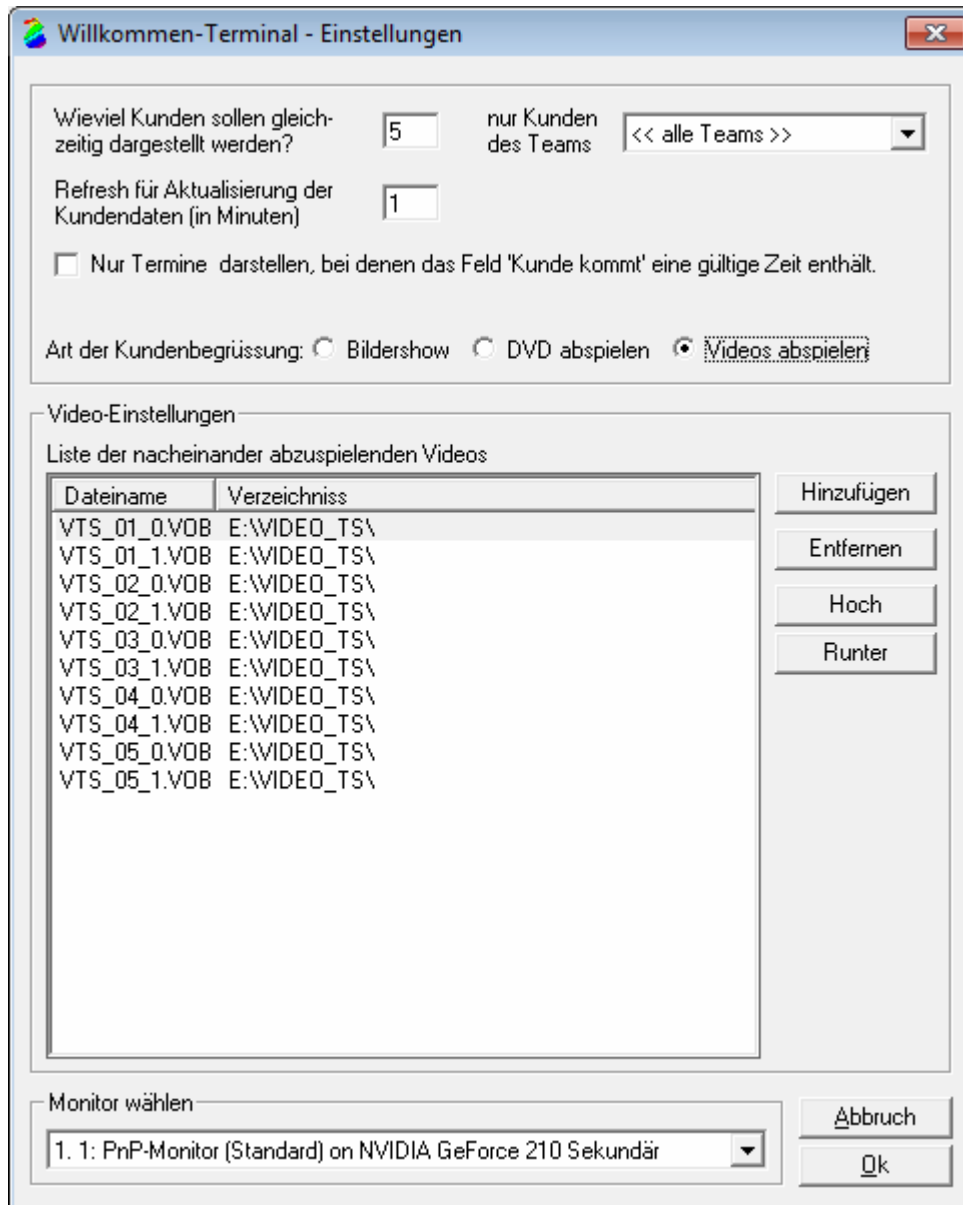 Willkommen-Terminal - Einstellungen
Wieviel Kunden sollen gleich-
zeitig dargestellt werden?
5
nur Kunden
des Teams
<< alle Teams >>
Refresh für Aktualisierung der
Kundendaten (in Minuten)
1
Nur Termine  darstellen, bei denen das Feld 'Kunde kommt' eine gültige Zeit enthält.
Art der Kundenbegrüssung: Bildershow DVD abspielen Videos abspielen
Video-Einstellungen
Liste der nacheinander abzuspielenden Videos
Dateiname Verzeichniss
VTS_01_0.VOB E:\VIDEO_TS\
VTS_01_1.VOB E:\VIDEO_TS\
VTS_02_0.VOB E:\VIDEO_TS\
VTS_02_1.VOB E:\VIDEO_TS\
VTS_03_0.VOB E:\VIDEO_TS\
VTS_03_1.VOB E:\VIDEO_TS\
VTS_04_0.VOB E:\VIDEO_TS\
VTS_04_1.VOB E:\VIDEO_TS\
VTS_05_0.VOB E:\VIDEO_TS\
VTS_05_1.VOB E:\VIDEO_TS\
Hinzufügen
Entfernen
Hoch
Runter
Monitor wählen
1. 1: PnP-Monitor (Standard) on NVIDIA GeForce 210 Sekundär
Abbruch
Ok